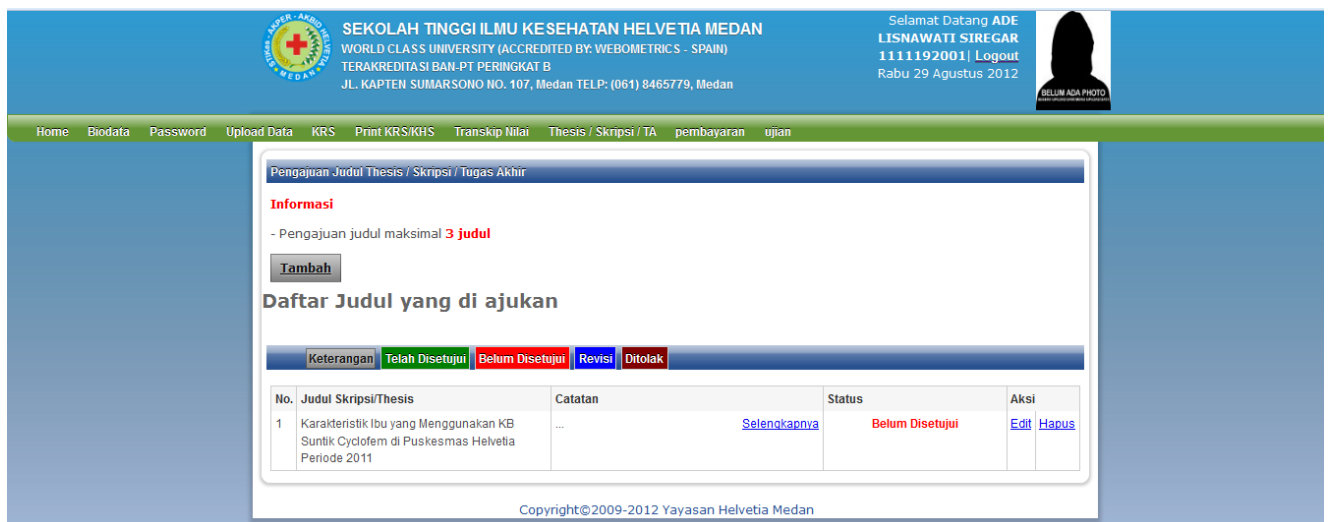 SEKOLAH TINGGI ILMU KESEHATAN HELVETIA MEDAN
WORLD CLASS UNIVERSITY (ACCREDITED BY: WEBOMETRICS - SPAIN)
TERAKREDITASI BAN-PT PERINGKAT B
JL. KAPTEN SUMARSONO NO. 107, Medan TELP: (061) 8465779, Medan
Selamat Datang ADE
LISNAWATI SIREGAR
1111192001| Logout
Rabu 29 Agustus 2012
BELUM ADA PHOTO
Home Biodata Password Upload Data KRS Print KRS/KHS Transkip Nilai Thesis / Skripsi / TA pembayaran ujian
Pengajuan Judul Thesis / Skripsi / Tugas Akhir
Informasi
- Pengajuan judul maksimal 3 judul
Tambah
Daftar Judul yang di ajukan
Keterangan Telah Disetujui Belum Disetujui Revisi Ditolak
No. Judul Skripsi/Thesis Catatan Status Aksi
1 Karakteristik Ibu yang Menggunakan KB ... Selengkapnya Belum Disetujui Edit Hapus
Suntik Cyclofem di Puskesmas Helvetia
Periode 2011
Copyright©2009-2012 Yayasan Helvetia Medan